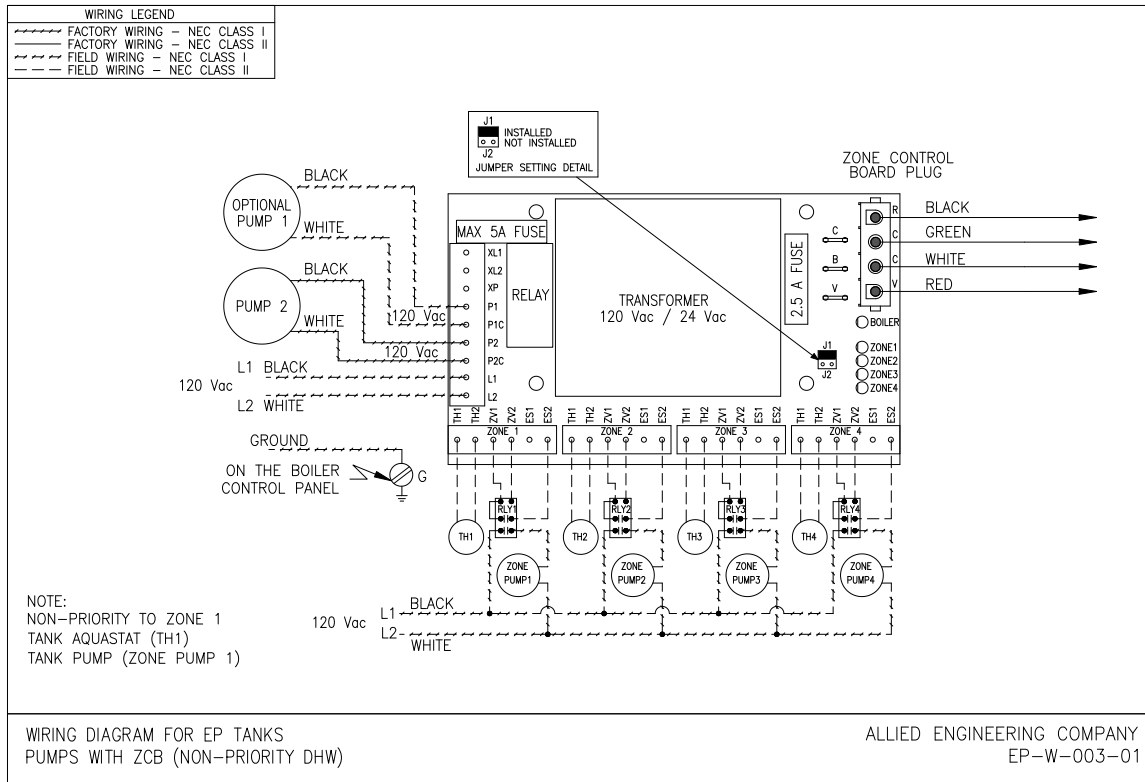 WIRING LEGEND
FACTORY WIRING – NEC CLASS I
FACTORY WIRING – NEC CLASS II
FIELD WIRING – NEC CLASS I
FIELD WIRING – NEC CLASS II
J1
INSTALLED
NOT INSTALLED
J2
JUMPER SETTING DETAIL
ZONE CONTROL
BOARD PLUG
OPTIONAL
PUMP 1
BLACK
WHITE
PUMP 2
BLACK
WHITE
120 Vac
120 Vac
L1 BLACK
120 Vac
L2 WHITE
GROUND
ON THE BOILER
CONTROL PANEL
G
MAX 5A FUSE
XL1
XL2
XP
P1
P1C
P2
P2C
L1
L2
RELAY
TRANSFORMER
120 Vac / 24 Vac
2.5 A FUSE
C
B
V
R
C
C
V
BLACK
GREEN
WHITE
RED
BOILER
ZONE1
ZONE2
ZONE3
ZONE4
J1
J2
TH1 TH2 ZV1 ZV2 ES1 ES2
TH1 TH2 ZV1 ZV2 ES1 ES2
TH1 TH2 ZV1 ZV2 ES1 ES2
TH1 TH2 ZV1 ZV2 ES1 ES2
ZONE 1
ZONE 2
ZONE 3
ZONE 4
RLY1
RLY2
RLY3
RLY4
TH1
TH2
TH3
TH4
ZONE
PUMP1
ZONE
PUMP2
ZONE
PUMP3
ZONE
PUMP4
BLACK
L1
120 Vac
L2
WHITE
NOTE:
NON–PRIORITY TO ZONE 1
TANK AQUASTAT (TH1)
TANK PUMP (ZONE PUMP 1)
WIRING DIAGRAM FOR EP TANKS
PUMPS WITH ZCB (NON–PRIORITY DHW)
ALLIED ENGINEERING COMPANY
EP–W–003–01